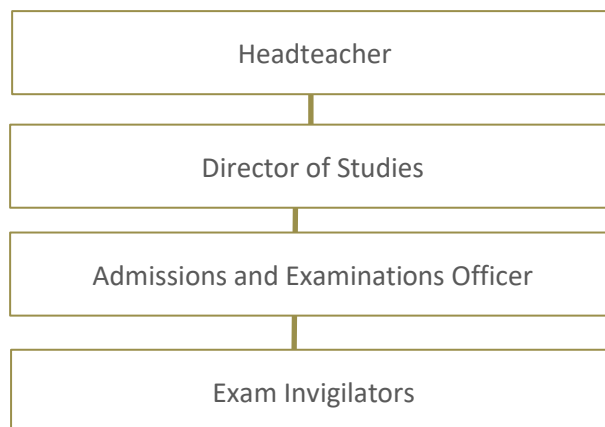 Headteacher
Director of Studies
Admissions and Examinations Officer
Exam Invigilators